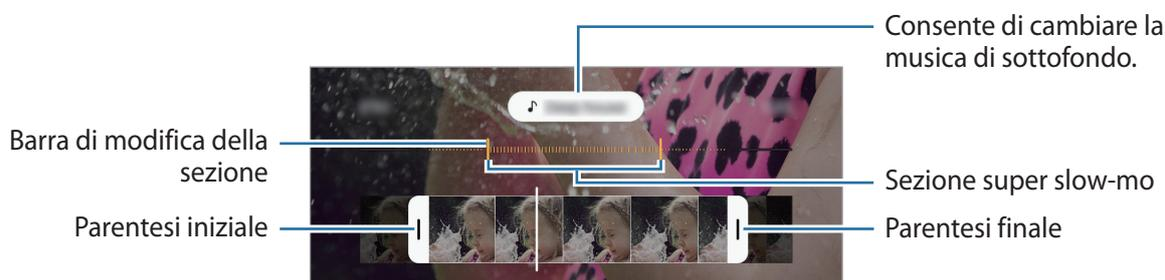 Consente di cambiare la
musica di sottofondo.
Barra di modifica della
sezione
Sezione super slow-mo
Parentesi iniziale
Parentesi finale